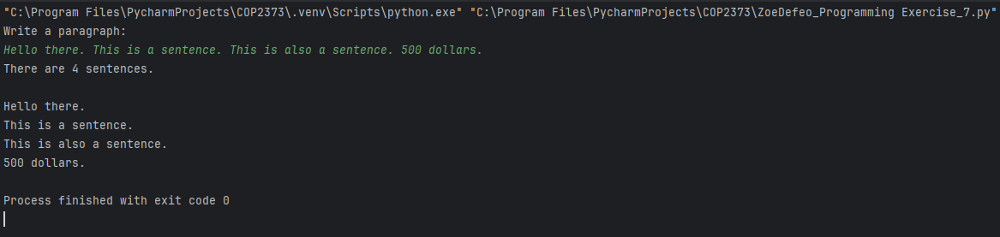 "C:\Program Files\PycharmProjects\COP2373\.venv\Scripts\python.exe" "C:\Program Files\PycharmProjects\COP2373\ZoeDefeo_Programming Exercise_7.py"
Write a paragraph:
Hello there. This is a sentence. This is also a sentence. 500 dollars.
There are 4 sentences.
Hello there.
This is a sentence.
This is also a sentence.
500 dollars.
Process finished with exit code 0